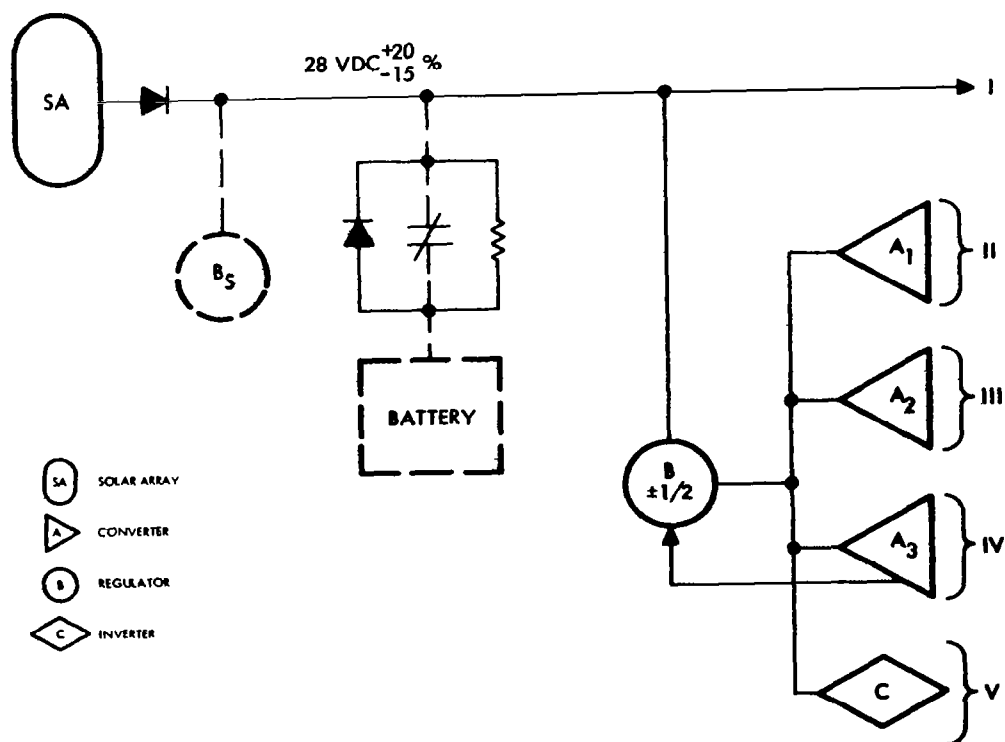 28 VDC +20 -15 %
SA
I
BS
A1
II
BATTERY
A2
III
B
±1/2
A3
IV
C
V
SA SOLAR ARRAY
A CONVERTER
B REGULATOR
C INVERTER